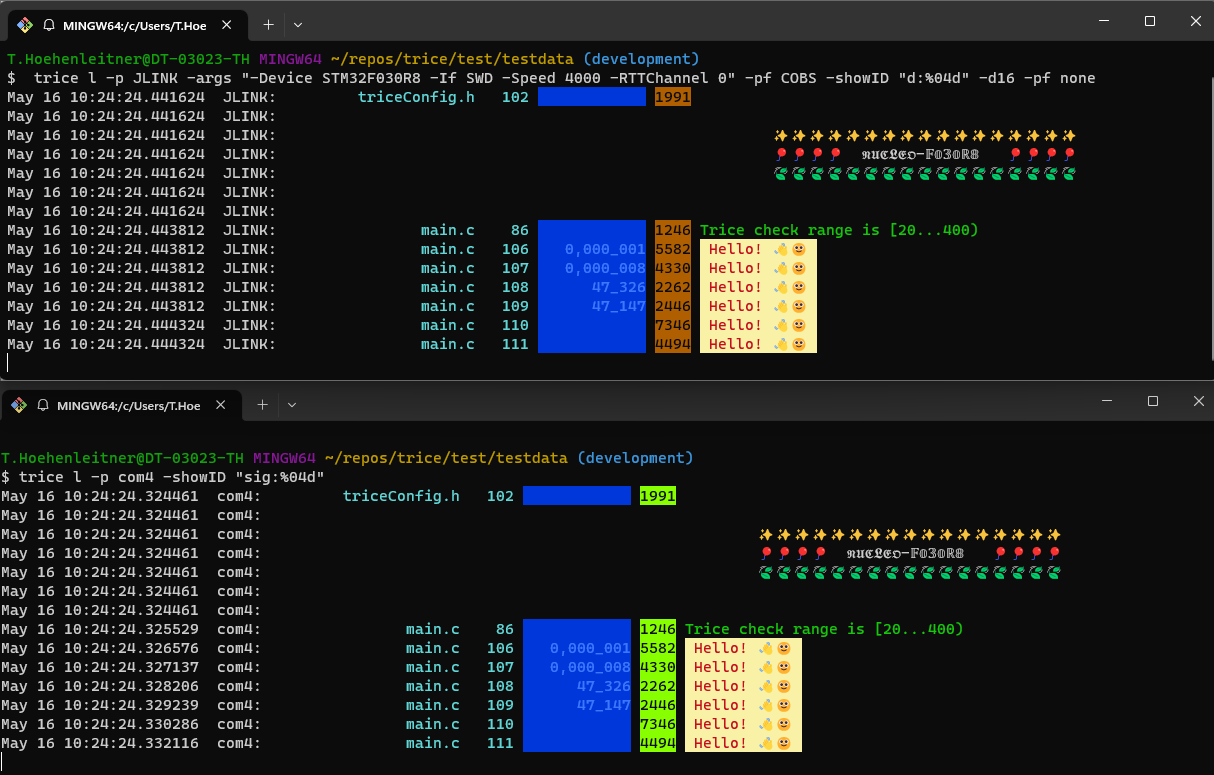 MINGW64:/c/Users/T.Hoe
T.Hoehenleitner@DT-03023-TH MINGW64 ~/repos/trice/test/testdata (development)
$  trice l -p JLINK -args "-Device STM32F030R8 -If SWD -Speed 4000 -RTTChannel 0" -pf COBS -showID "d:%04d" -d16 -pf none
May 16 10:24:24.441624  JLINK:         triceConfig.h   102            1991
May 16 10:24:24.441624  JLINK:
May 16 10:24:24.441624  JLINK:   ✨✨✨✨✨✨✨✨✨✨✨✨✨✨✨✨✨
May 16 10:24:24.441624  JLINK:   🎈🎈🎈🎈  𝕹𝖀𝕮𝕷𝕰𝕺-𝔽𝟘𝟛𝟘ℝ𝟠   🎈🎈🎈🎈
May 16 10:24:24.441624  JLINK:   🍃🍃🍃🍃🍃🍃🍃🍃🍃🍃🍃🍃🍃🍃🍃🍃🍃
May 16 10:24:24.441624  JLINK:
May 16 10:24:24.441624  JLINK:
May 16 10:24:24.443812  JLINK:                main.c    86            1246 Trice check range is [20...400)
May 16 10:24:24.443812  JLINK:                main.c   106    0,000_001 5582  Hello! 👋🙂
May 16 10:24:24.443812  JLINK:                main.c   107    0,000_008 4330  Hello! 👋🙂
May 16 10:24:24.443812  JLINK:                main.c   108       47_326 2262  Hello! 👋🙂
May 16 10:24:24.443812  JLINK:                main.c   109       47_147 2446  Hello! 👋🙂
May 16 10:24:24.444324  JLINK:                main.c   110              7346  Hello! 👋🙂
May 16 10:24:24.444324  JLINK:                main.c   111              4494  Hello! 👋🙂
MINGW64:/c/Users/T.Hoe
T.Hoehenleitner@DT-03023-TH MINGW64 ~/repos/trice/test/testdata (development)
$ trice l -p com4 -showID "sig:%04d"
May 16 10:24:24.324461  com4:         triceConfig.h   102            1991
May 16 10:24:24.324461  com4:
May 16 10:24:24.324461  com4:   ✨✨✨✨✨✨✨✨✨✨✨✨✨✨✨✨✨
May 16 10:24:24.324461  com4:   🎈🎈🎈🎈  𝕹𝖀𝕮𝕷𝕰𝕺-𝔽𝟘𝟛𝟘ℝ𝟠   🎈🎈🎈🎈
May 16 10:24:24.324461  com4:   🍃🍃🍃🍃🍃🍃🍃🍃🍃🍃🍃🍃🍃🍃🍃🍃🍃
May 16 10:24:24.324461  com4:
May 16 10:24:24.324461  com4:
May 16 10:24:24.325529  com4:                main.c    86            1246 Trice check range is [20...400)
May 16 10:24:24.326576  com4:                main.c   106    0,000_001 5582  Hello! 👋🙂
May 16 10:24:24.327137  com4:                main.c   107    0,000_008 4330  Hello! 👋🙂
May 16 10:24:24.328206  com4:                main.c   108       47_326 2262  Hello! 👋🙂
May 16 10:24:24.329239  com4:                main.c   109       47_147 2446  Hello! 👋🙂
May 16 10:24:24.330286  com4:                main.c   110              7346  Hello! 👋🙂
May 16 10:24:24.332116  com4:                main.c   111              4494  Hello! 👋🙂